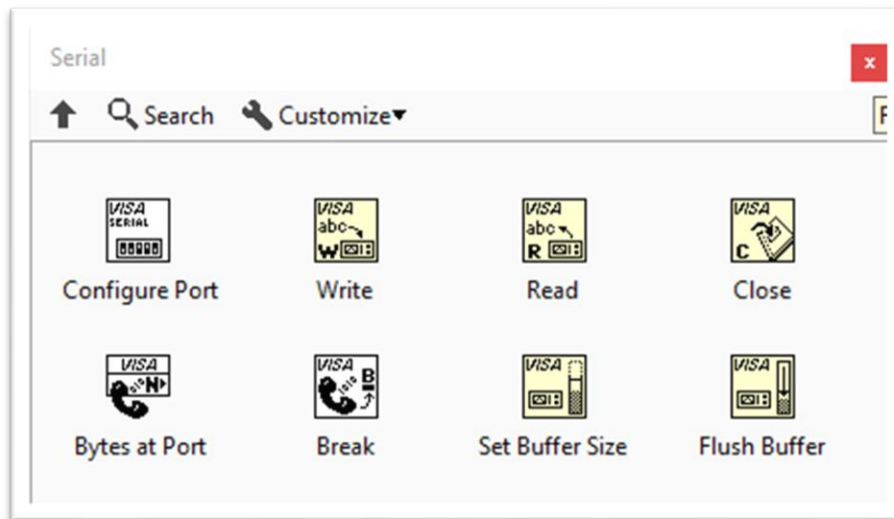 Serial
x
Search Customize
VISA SERIAL
VISA abc W
VISA abc R
VISA C
Configure Port Write Read Close
VISA N
VISA B
VISA
VISA
Bytes at Port Break Set Buffer Size Flush Buffer